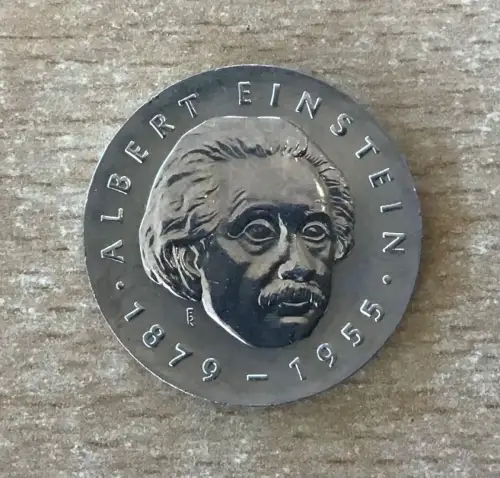 · ALBERT EINSTEIN ·
1879 – 1955